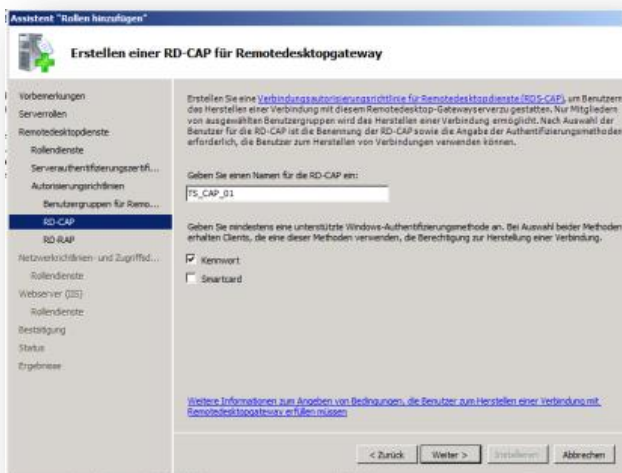 Assistent "Rollen hinzufügen"
Erstellen einer RD-CAP für Remotedesktopgateway
Vorbemerkungen
Serverrollen
Remotedesktopdienste
Rollendienste
Serverauthentifizierungszertifi...
Autorisierungsrichtlinien
Benutzergruppen für Remo...
RD-CAP
RD-RAP
Netzwerkrichtlinien- und Zugriffsd...
Rollendienste
Webserver (IIS)
Rollendienste
Bestätigung
Status
Ergebnisse
Erstellen Sie eine Verbindungsautorisierungsrichtlinie für Remotedesktopdienste (RDS-CAP), um Benutzern
das Herstellen einer Verbindung mit diesem Remotedesktop-Gatewayserver zu gestatten. Nur Mitgliedern
von ausgewählten Benutzergruppen wird das Herstellen einer Verbindung ermöglicht. Nach Auswahl der
Benutzer für die RD-CAP ist die Benennung der RD-CAP sowie die Angabe der Authentifizierungsmethoden
erforderlich, die Benutzer zum Herstellen von Verbindungen verwenden können.
Geben Sie einen Namen für die RD-CAP ein:
TS_CAP_01
Geben Sie mindestens eine unterstützte Windows-Authentifizierungsmethode an. Bei Auswahl beider Methoden
erhalten Clients, die eine dieser Methoden verwenden, die Berechtigung zur Herstellung einer Verbindung.
Kennwort
Smartcard
Weitere Informationen zum Angeben von Bedingungen, die Benutzer zum Herstellen einer Verbindung mit
Remotedesktopgateway erfüllen müssen
< Zurück
Weiter >
Installieren
Abbrechen